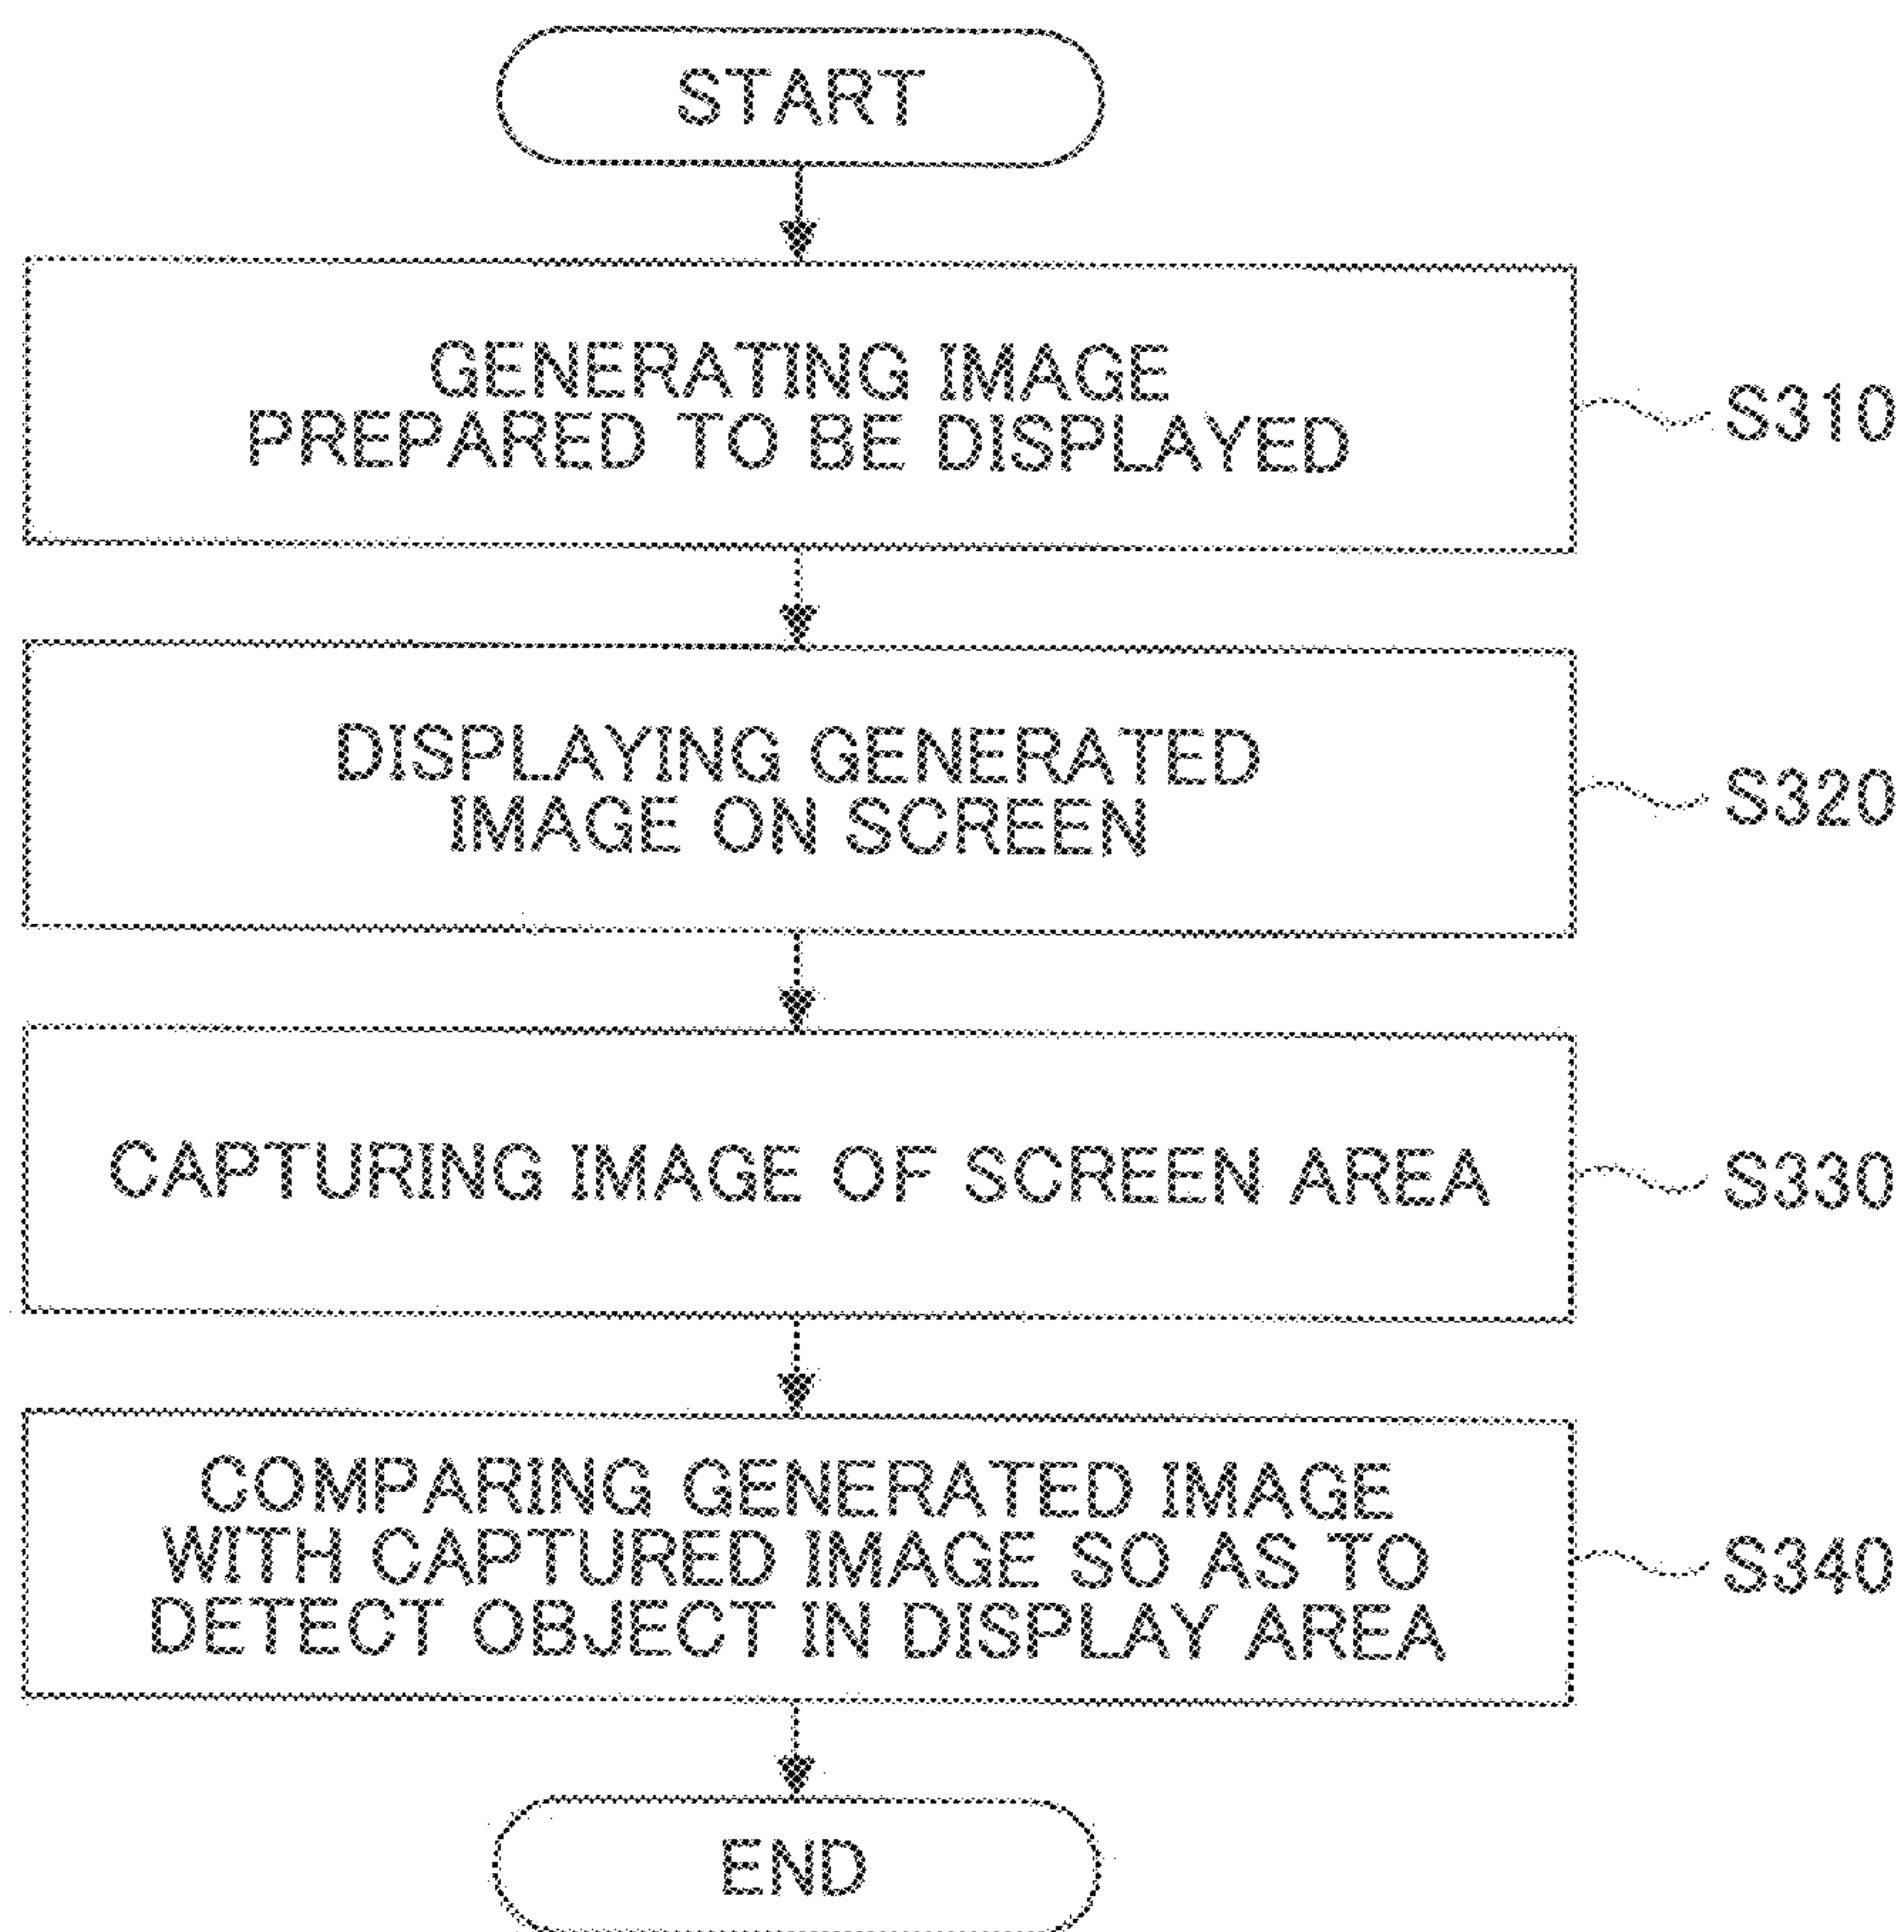 START
GENERATING IMAGE
PREPARED TO BE DISPLAYED
S310
DISPLAYING GENERATED
IMAGE ON SCREEN
S320
CAPTURING IMAGE OF SCREEN AREA
S330
COMPARING GENERATED IMAGE
WITH CAPTURED IMAGE SO AS TO
DETECT OBJECT IN DISPLAY AREA
S340
END